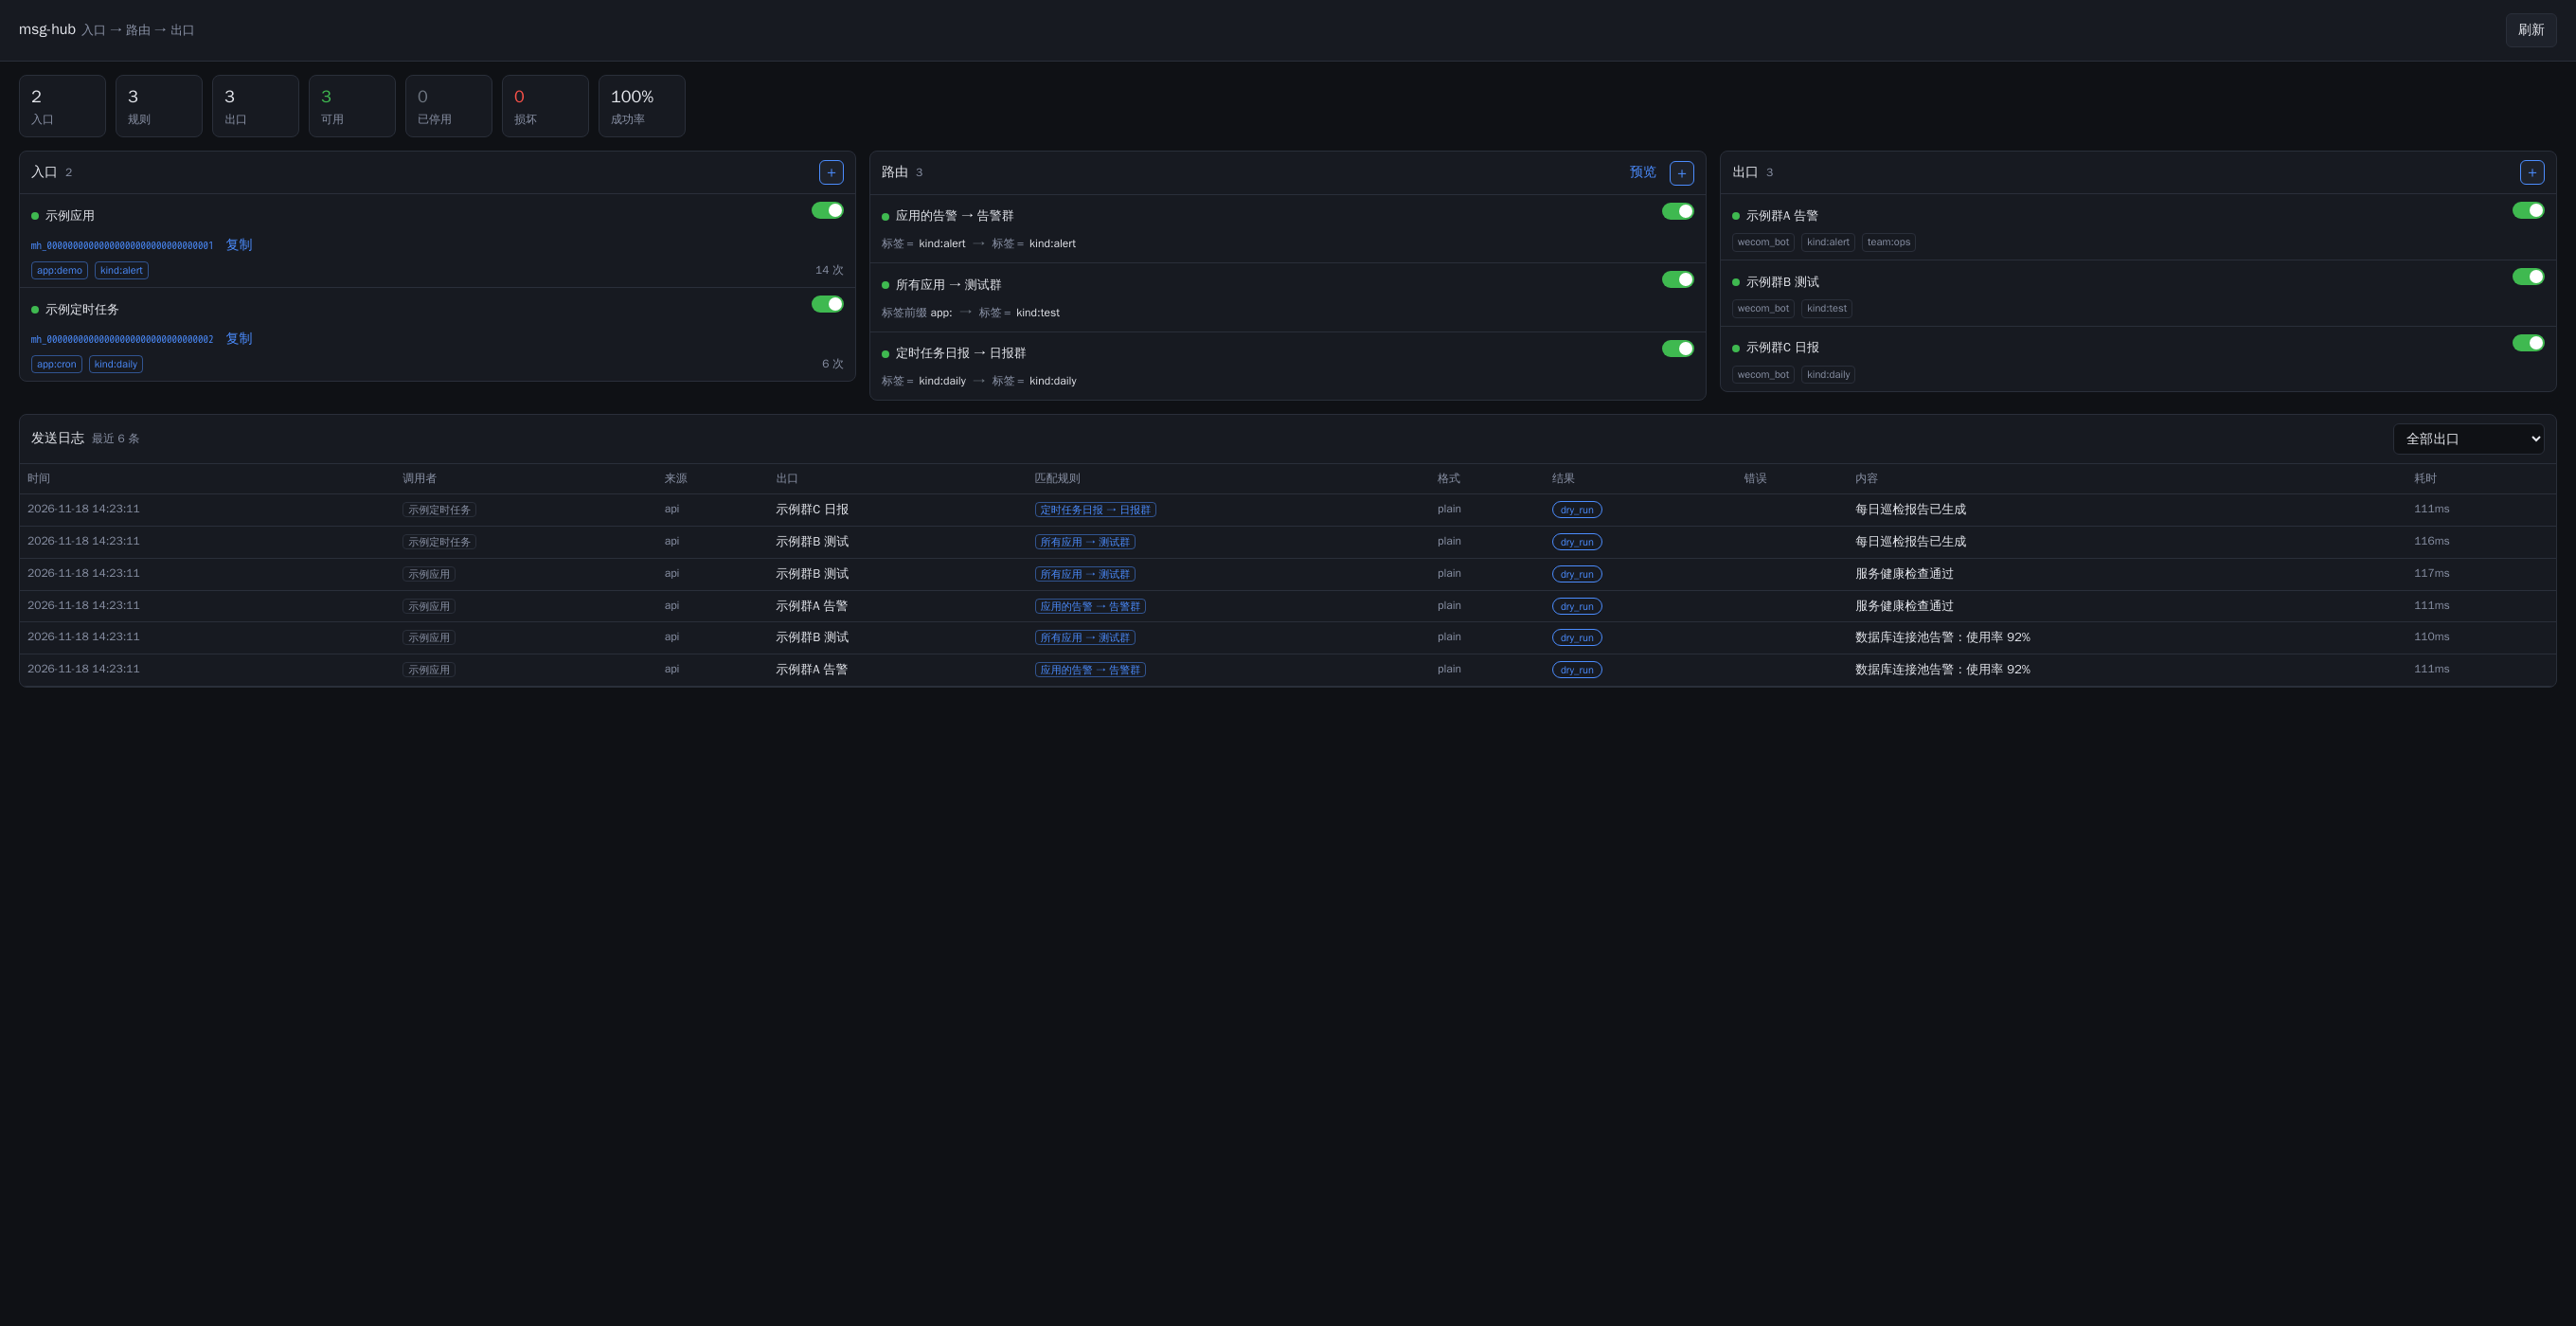 msg-hub 入口 → 路由 → 出口 刷新
2 3 3 3 0 0 100%
入口 规则 出口 可用 已停用 损坏 成功率
入口 2 +
示例应用
mh_00000000000000000000000000000001 复制
app:demo kind:alert 14 次
示例定时任务
mh_00000000000000000000000000000002 复制
app:cron kind:daily 6 次
路由 3 预览 +
应用的告警 → 告警群
标签 = kind:alert → 标签 = kind:alert
所有应用 → 测试群
标签前缀 app: → 标签 = kind:test
定时任务日报 → 日报群
标签 = kind:daily → 标签 = kind:daily
出口 3 +
示例群A 告警
wecom_bot kind:alert team:ops
示例群B 测试
wecom_bot kind:test
示例群C 日报
wecom_bot kind:daily
发送日志 最近 6 条 全部出口
时间 调用者 来源 出口 匹配规则 格式 结果 错误 内容 耗时
2026-11-18 14:23:11 示例定时任务 api 示例群C 日报 定时任务日报 → 日报群 plain dry_run 每日巡检报告已生成 111ms
2026-11-18 14:23:11 示例定时任务 api 示例群B 测试 所有应用 → 测试群 plain dry_run 每日巡检报告已生成 116ms
2026-11-18 14:23:11 示例应用 api 示例群B 测试 所有应用 → 测试群 plain dry_run 服务健康检查通过 117ms
2026-11-18 14:23:11 示例应用 api 示例群A 告警 应用的告警 → 告警群 plain dry_run 服务健康检查通过 111ms
2026-11-18 14:23:11 示例应用 api 示例群B 测试 所有应用 → 测试群 plain dry_run 数据库连接池告警：使用率 92% 110ms
2026-11-18 14:23:11 示例应用 api 示例群A 告警 应用的告警 → 告警群 plain dry_run 数据库连接池告警：使用率 92% 111ms